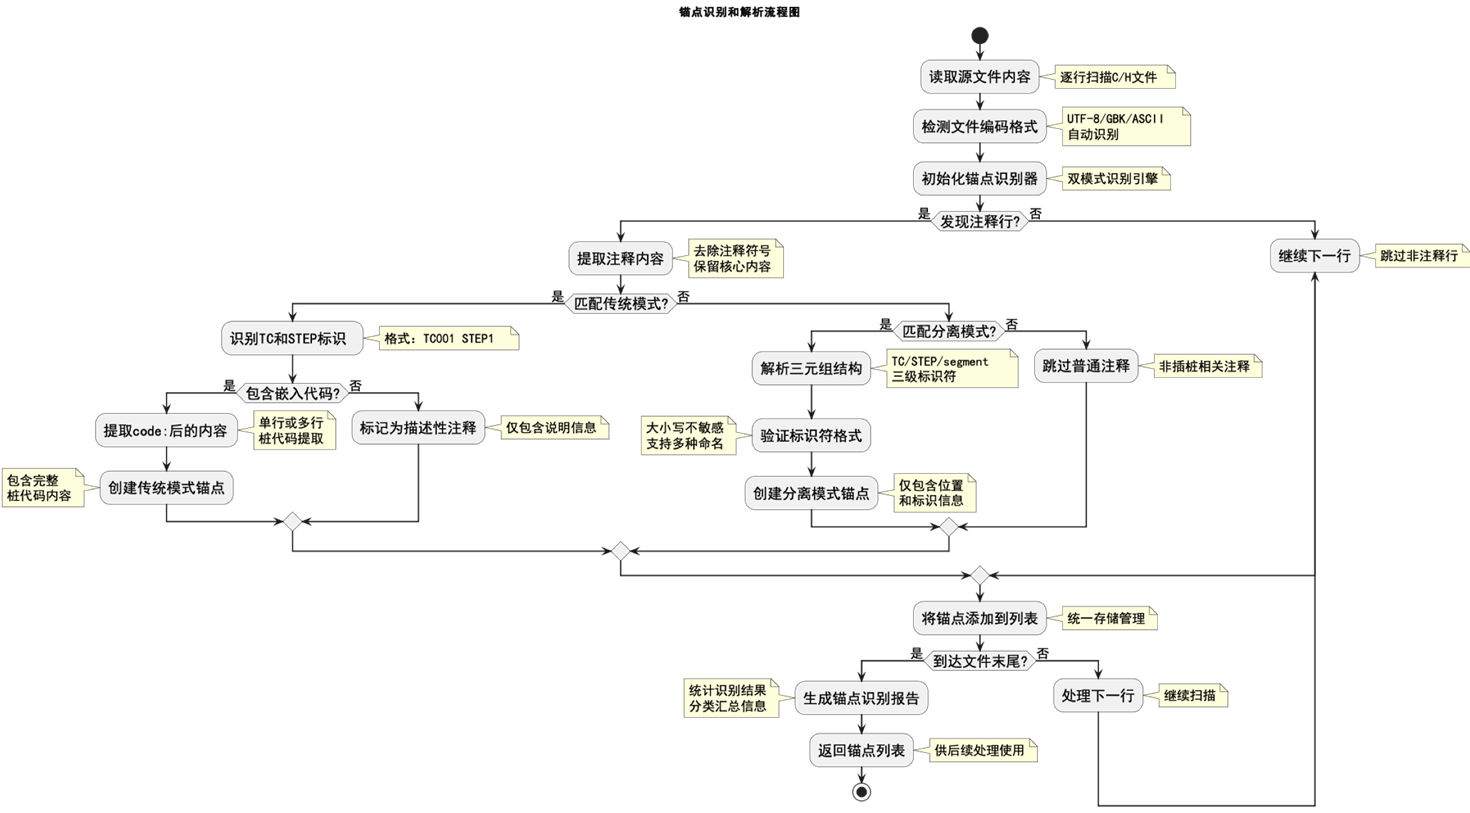 锚点识别和解析流程图
读取源文件内容
逐行扫描C/H文件
检测文件编码格式
UTF-8/GBK/ASCII
自动识别
初始化锚点识别器
双模式识别引擎
是
发现注释行?
否
提取注释内容
去除注释符号
保留核心内容
继续下一行
跳过非注释行
是
匹配传统模式?
否
识别TC和STEP标识
格式: TC001 STEP1
是
匹配分离模式?
否
解析三元组结构
TC/STEP/segment
三级标识符
跳过普通注释
非插桩相关注释
是
包含嵌入代码?
否
提取code:后的内容
单行或多行
桩代码提取
标记为描述性注释
仅包含说明信息
大小写不敏感
支持多种命名
验证标识符格式
包含完整
桩代码内容
创建传统模式锚点
创建分离模式锚点
仅包含位置
和标识信息
将锚点添加到列表
统一存储管理
是
到达文件末尾?
否
统计识别结果
分类汇总信息
生成锚点识别报告
处理下一行
继续扫描
返回锚点列表
供后续处理使用